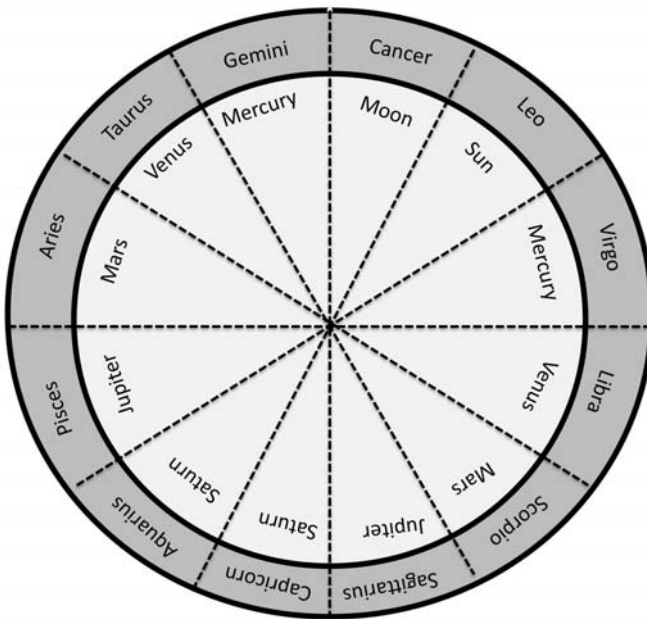 Gemini
Cancer
Leo
Virgo
Libra
Scorpio
Sagittarius
Capricorn
Aquarius
Pisces
Aries
Taurus
Mercury
Moon
Sun
Mercury
Venus
Mars
Jupiter
Saturn
Saturn
Jupiter
Mars
Venus